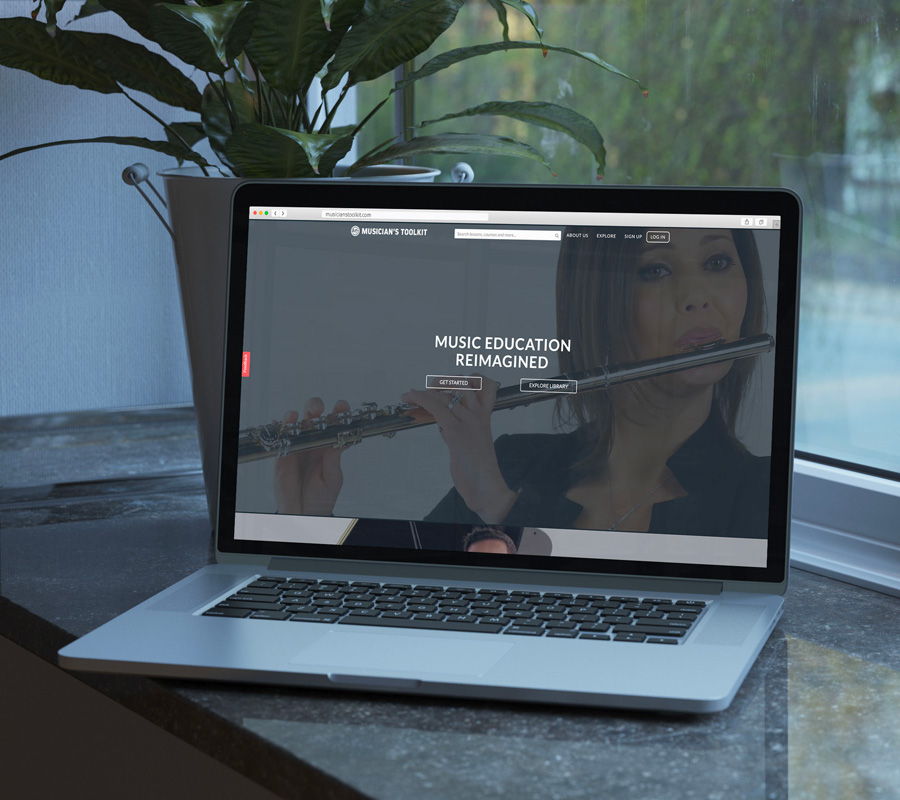 musicianstoolkit.com
MUSICIAN'S TOOLKIT
Search lessons, courses and more...
ABOUT US
EXPLORE
SIGN UP
LOG IN
MUSIC EDUCATION
REIMAGINED
GET STARTED
EXPLORE LIBRARY
Feedback